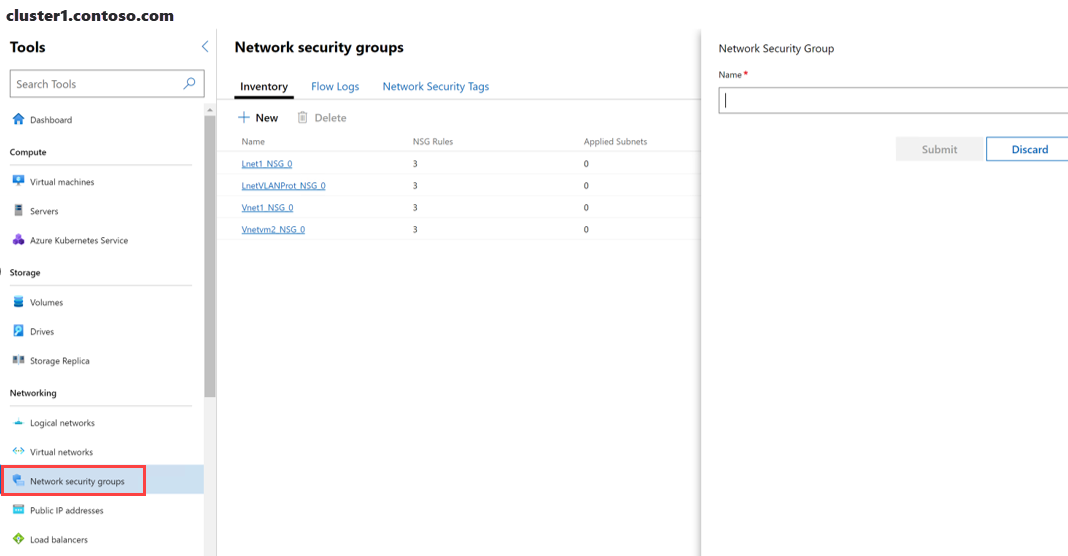 cluster1.contoso.com
Tools
Search Tools
Dashboard
Compute
Virtual machines
Servers
Azure Kubernetes Service
Storage
Volumes
Drives
Storage Replica
Networking
Logical networks
Virtual networks
Network security groups
Public IP addresses
Load balancers
Network security groups
Inventory Flow Logs Network Security Tags
New Delete
Name NSG Rules Applied Subnets
Lnet1_NSG_0 3 0
LnetVLANProt_NSG_0 3 0
Vnet1_NSG_0 3 0
Vnetvm2_NSG_0 3 0
Network Security Group
Name *
Submit Discard